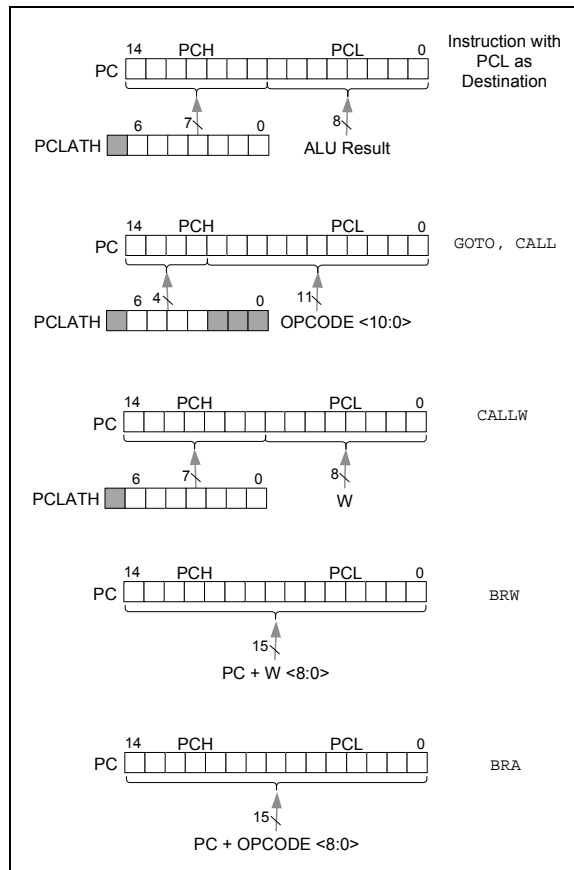 14 PCH PCL 0
Instruction with
PCL as
Destination
PC
6 7 0 8
PCLATH
ALU Result
14 PCH PCL 0
PC
GOTO, CALL
6 4 0 11
PCLATH
OPCODE <10:0>
14 PCH PCL 0
PC
CALLW
6 7 0 8
PCLATH
W
14 PCH PCL 0
PC
BRW
15
PC + W <8:0>
14 PCH PCL 0
PC
BRA
15
PC + OPCODE <8:0>